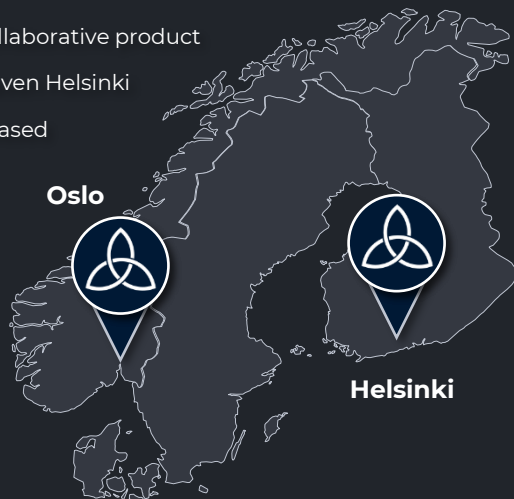 llaborative product
ven Helsinki
ased
Oslo
Helsinki